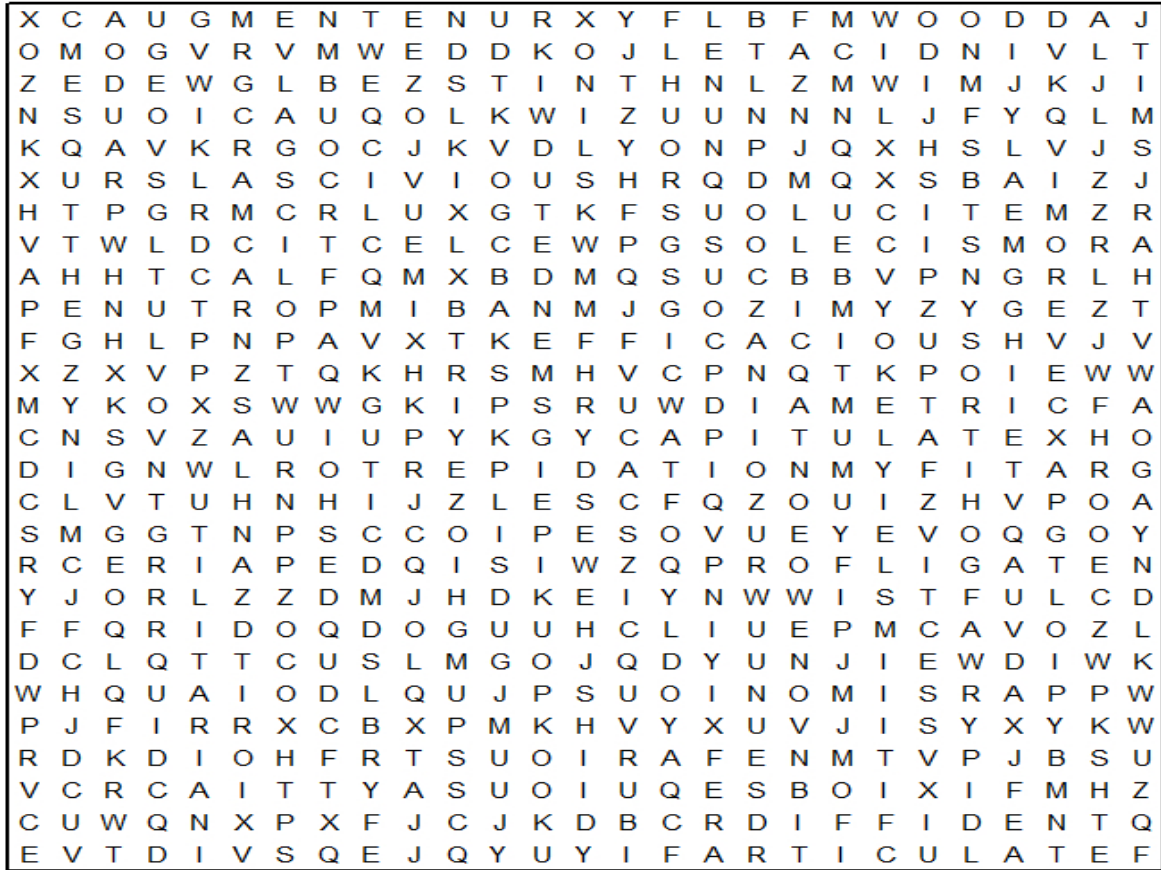 X C A U G M E N T E N U R X Y F L B F M W O O D D A J
O M O G V R V M W E D D K O J L E T A C I D N I V L T
Z E D E W G L B E Z S T I N T H N L Z M W I M J K J I
N S U O I C A U Q O L K W I Z U U N N N L J F Y Q L M
K Q A V K R G O C J K V D L Y O N P J Q X H S L V J S
X U R S L A S C I V I O U S H R Q D M Q X S B A I Z J
H T P G R M C R L U X G T K F S U O L U C I T E M Z R
V T W L D C I T C E L C E W P G S O L E C I S M O R A
A H H T C A L F Q M X B D M Q S U C B B V P N G R L H
P E N U T R O P M I B A N M J G O Z I M Y Z Y G E Z T
F G H L P N P A V X T K E F F I C A C I O U S H V J V
X Z X V P Z T Q K H R S M H V C P N Q T K P O I E W W
M Y K O X S W W G K I P S R U W D I A M E T R I C F A
C N S V Z A U I U P Y K G Y C A P I T U L A T E X H O
D I G N W L R O T R E P I D A T I O N M Y F I T A R G
C L V T U H N H I J Z L E S C F Q Z O U I Z H V P O A
S M G G T N P S C C O I P E S O V U E Y E V O Q G O Y
R C E R I A P E D Q I S I W Z Q P R O F L I G A T E N
Y J O R L Z Z D M J H D K E I Y N W W I S T F U L C D
F F Q R I D O Q D O G U U H C L I U E P M C A V O Z L
D C L Q T T C U S L M G O J Q D Y U N J I E W D I W K
W H Q U A I O D L Q U J P S U O I N O M I S R A P P W
P J F I R R X C B X P M K H V Y X U V J I S Y X Y K W
R D K D I O H F R T S U O I R A F E N M T V P J B S U
V C R C A I T T Y A S U O I U Q E S B O I X I F M H Z
C U W Q N X P X F J C J K D B C R D I F F I D E N T Q
E V T D I V S Q E J Q Y U Y I F A R T I C U L A T E F